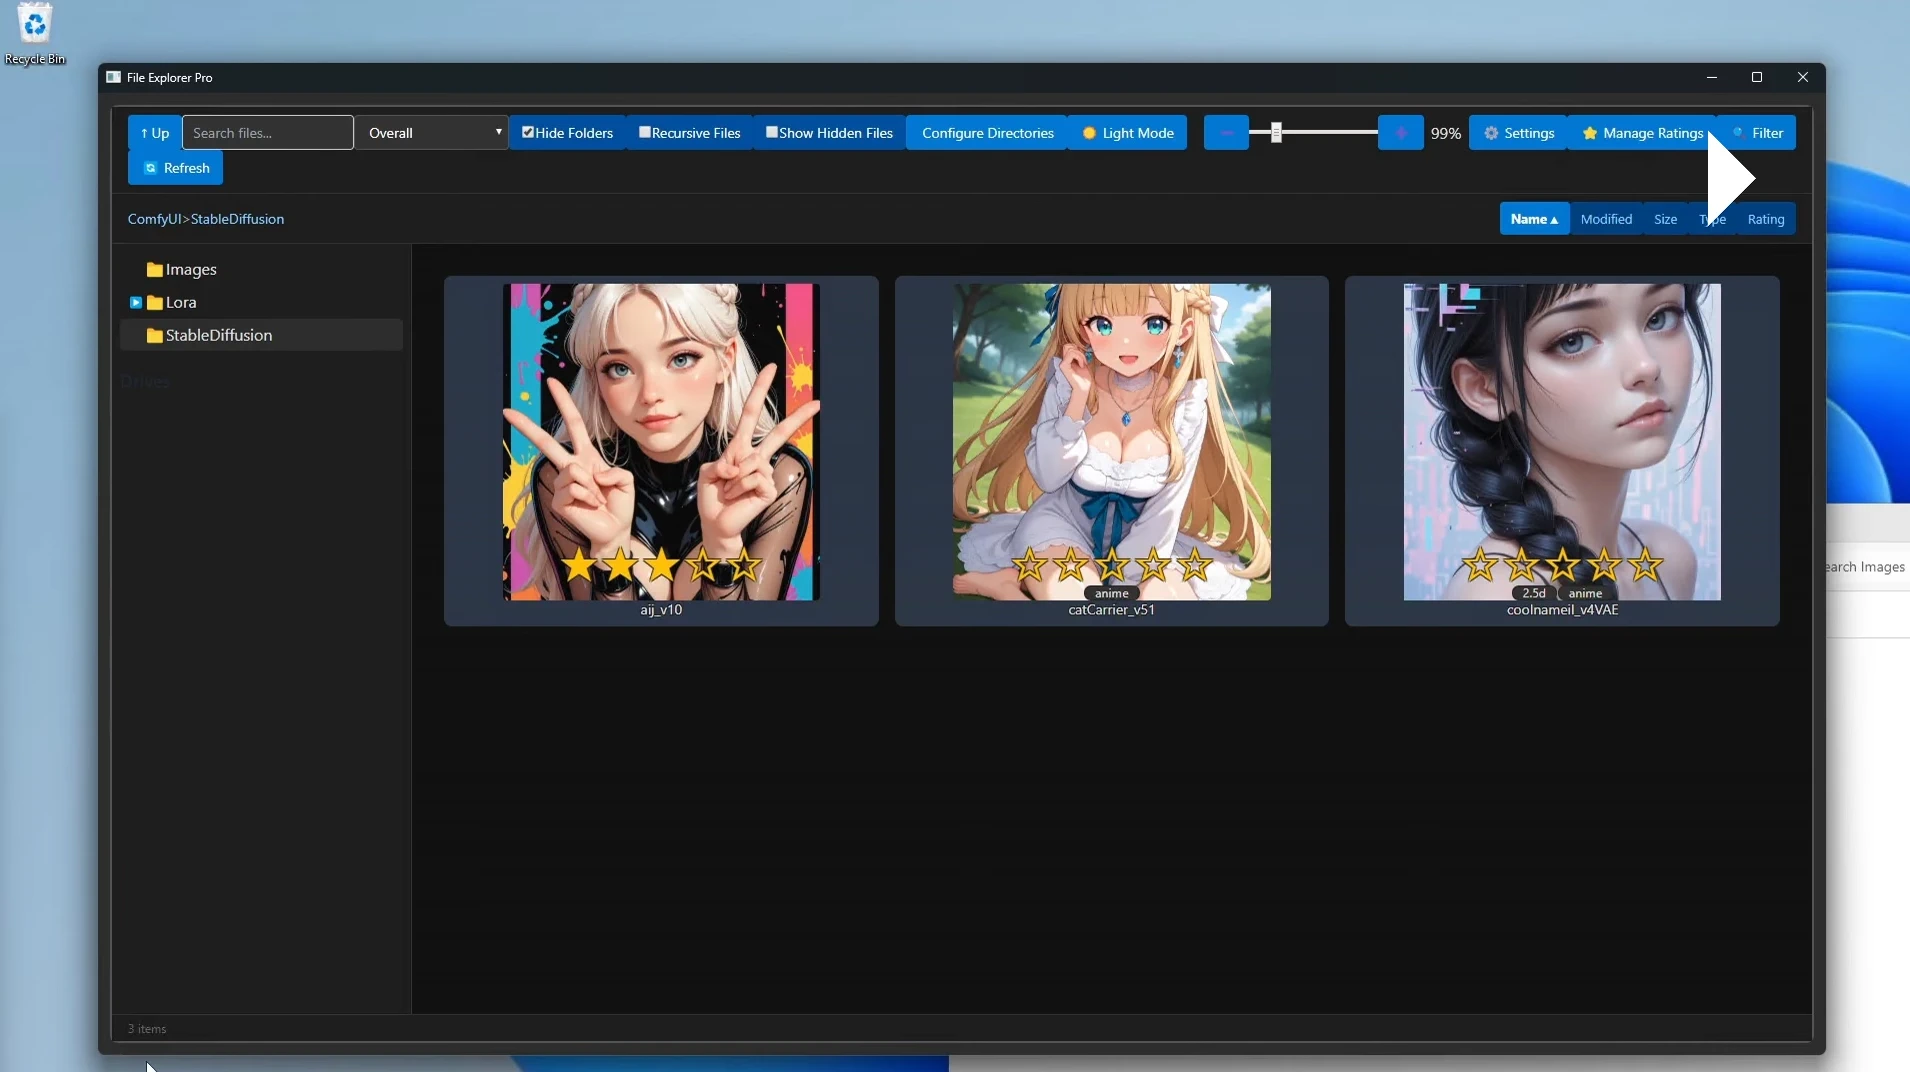 Recycle Bin
File Explorer Pro
↑ Up
Search files...
Overall
Hide Folders
Recursive Files
Show Hidden Files
Configure Directories
Light Mode
99%
Settings
Manage Ratings
Filter
Refresh
ComfyUI>StableDiffusion
Name▲
Modified
Size
Type
Rating
Images
Lora
StableDiffusion
Drives
aij_v10
anime
catCarrier_v51
2.5d
anime
coolnameil_v4VAE
3 items
earch Images